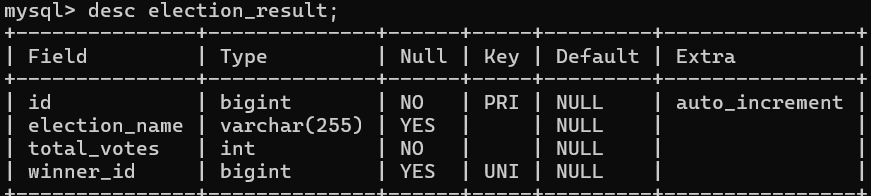 mysql> desc election_result;
+---------------+--------------+------+-----+---------+----------------+
| Field         | Type         | Null | Key | Default | Extra          |
+---------------+--------------+------+-----+---------+----------------+
| id            | bigint       | NO   | PRI | NULL    | auto_increment |
| election_name | varchar(255) | YES  |     | NULL    |                |
| total_votes   | int          | NO   |     | NULL    |                |
| winner_id     | bigint       | YES  | UNI | NULL    |                |
+---------------+--------------+------+-----+---------+----------------+